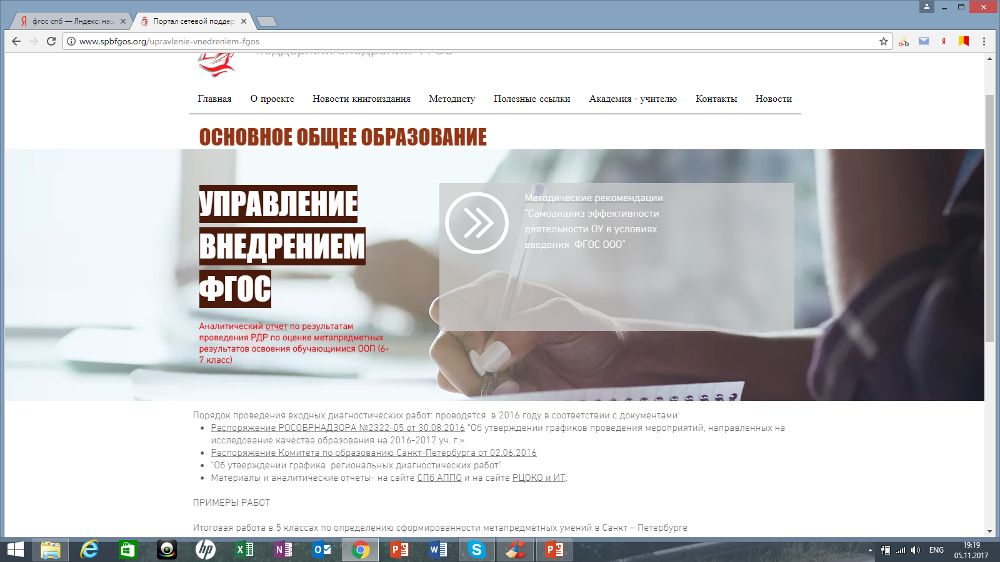 фгос спб — Яндекс: наш
Портал сетевой поддер
www.spbfgos.org/upravlenie-vnedreniem-fgos
поддержки внедрения ФГОС
Главная О проекте Новости книгоиздания Методисту Полезные ссылки Академия - учителю Контакты Новости
ОСНОВНОЕ ОБЩЕЕ ОБРАЗОВАНИЕ
УПРАВЛЕНИЕ
ВНЕДРЕНИЕМ
ФГОС
Аналитический отчет по результатам
проведения РДР по оценке метапредметных
результатов освоения обучающимися ООП (6-
7 класс)
Методические рекомендации
"Самоанализ эффективности
деятельности ОУ в условиях
введения ФГОС ООО"
Порядок проведения входных диагностических работ: проводятся в 2016 году в соответствии с документами:
• Распоряжение РОСОБРНАДЗОРА №2322-05 от 30.08.2016 "Об утверждении графиков проведения мероприятий, направленных на
исследование качества образования на 2016-2017 уч. г.»
• Распоряжение Комитета по образованию Санкт-Петербурга от 02.06.2016
• "Об утверждении графика региональных диагностических работ"
• Материалы и аналитические отчеты- на сайте СПб АППО и на сайте РЦОКО и ИТ:
ПРИМЕРЫ РАБОТ
Итоговая работа в 5 классах по определению сформированности метапредметных умений в Санкт – Петербурге
ENG
19:19
05.11.2017